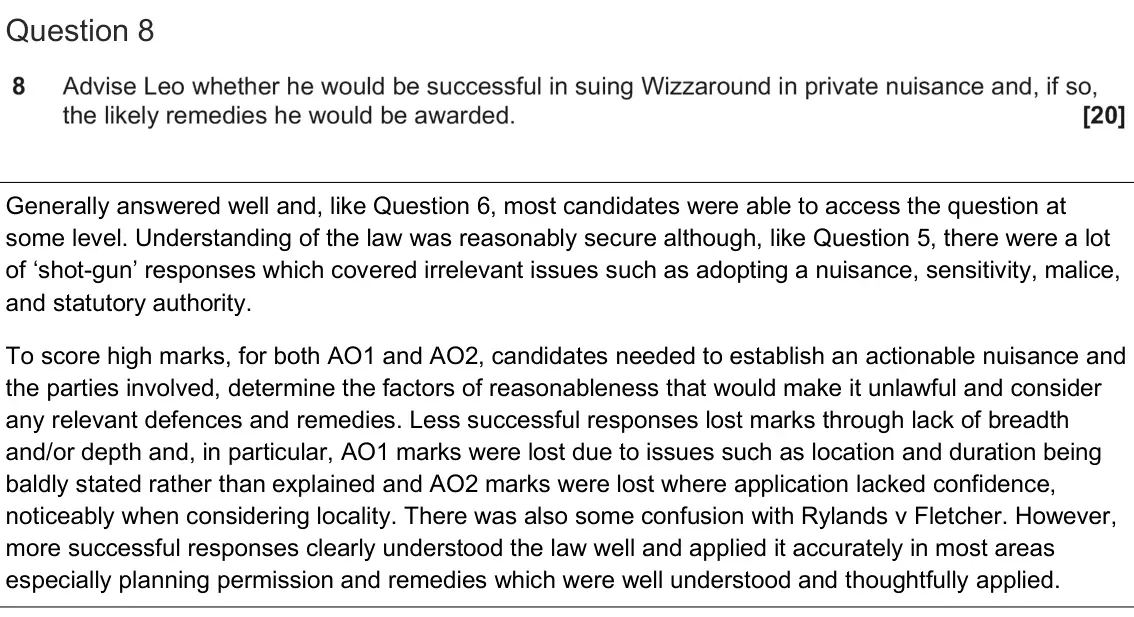 Question 8
8 Advise Leo whether he would be successful in suing Wizzaround in private nuisance and, if so,
the likely remedies he would be awarded. [20]
Generally answered well and, like Question 6, most candidates were able to access the question at
some level. Understanding of the law was reasonably secure although, like Question 5, there were a lot
of ‘shot-gun’ responses which covered irrelevant issues such as adopting a nuisance, sensitivity, malice,
and statutory authority.
To score high marks, for both AO1 and AO2, candidates needed to establish an actionable nuisance and
the parties involved, determine the factors of reasonableness that would make it unlawful and consider
any relevant defences and remedies. Less successful responses lost marks through lack of breadth
and/or depth and, in particular, AO1 marks were lost due to issues such as location and duration being
baldly stated rather than explained and AO2 marks were lost where application lacked confidence,
noticeably when considering locality. There was also some confusion with Rylands v Fletcher. However,
more successful responses clearly understood the law well and applied it accurately in most areas
especially planning permission and remedies which were well understood and thoughtfully applied.